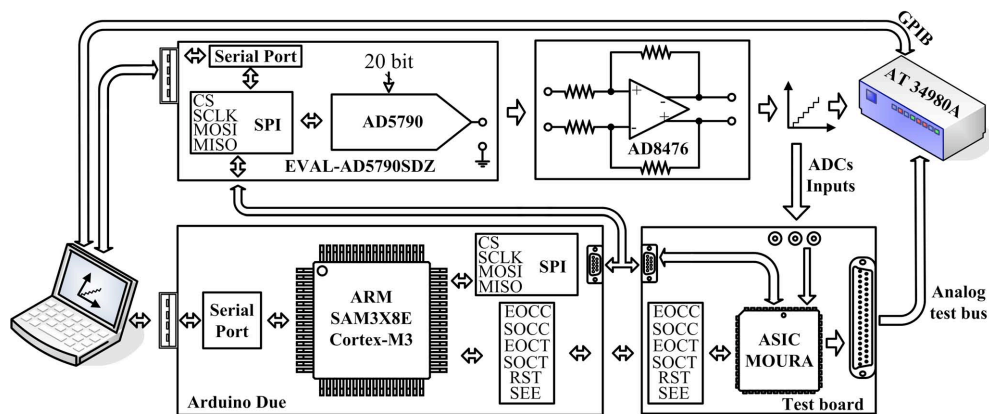 GPIB
AT 34980A
Serial Port
20 bit
CS
SCLK
MOSI
MISO
SPI
AD5790
EVAL-AD5790SDZ
+
-
-
+
AD8476
ADCs
Inputs
CS
SCLK
MOSI
MISO
SPI
Serial
Port
ARM
SAM3X8E
Cortex-M3
EOCC
SOCC
EOCT
SOCT
RST
SEE
Arduino Due
EOCC
SOCC
EOCT
SOCT
RST
SEE
ASIC
MOURA
Test board
Analog
test bus